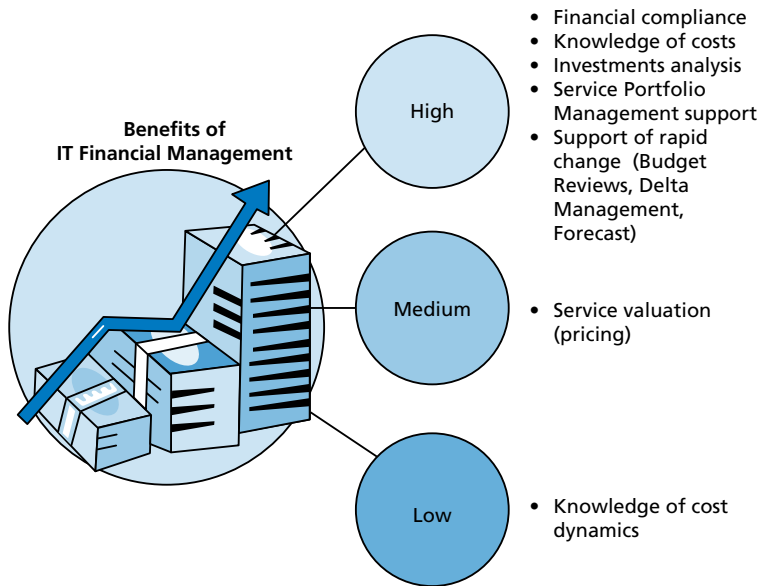 Benefits of
IT Financial Management
High
• Financial compliance
• Knowledge of costs
• Investments analysis
• Service Portfolio
Management support
• Support of rapid
change (Budget
Reviews, Delta
Management,
Forecast)
Medium
• Service valuation
(pricing)
Low
• Knowledge of cost
dynamics